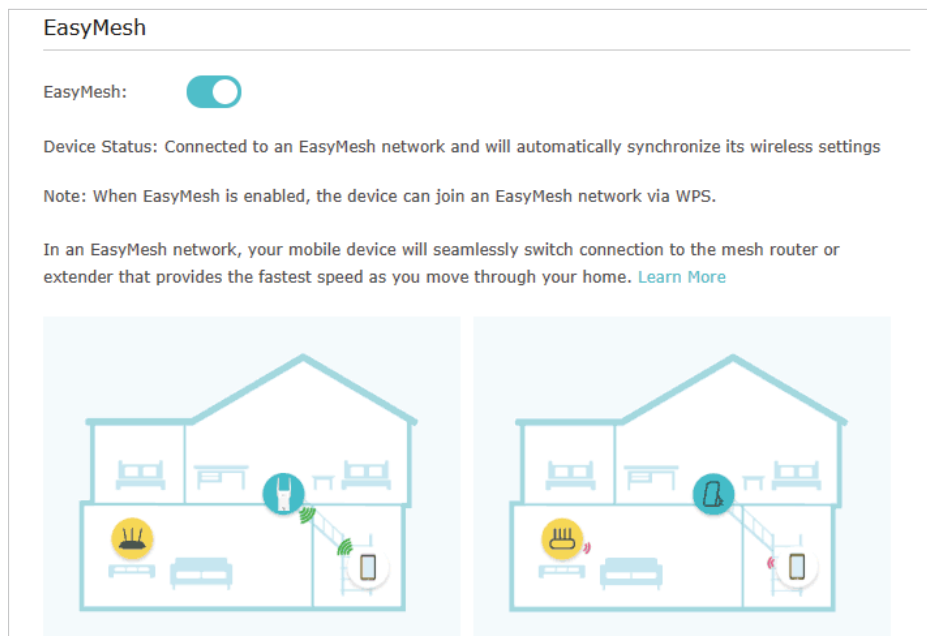 EasyMesh
EasyMesh:
Device Status: Connected to an EasyMesh network and will automatically synchronize its wireless settings
Note: When EasyMesh is enabled, the device can join an EasyMesh network via WPS.
In an EasyMesh network, your mobile device will seamlessly switch connection to the mesh router or
extender that provides the fastest speed as you move through your home. Learn More